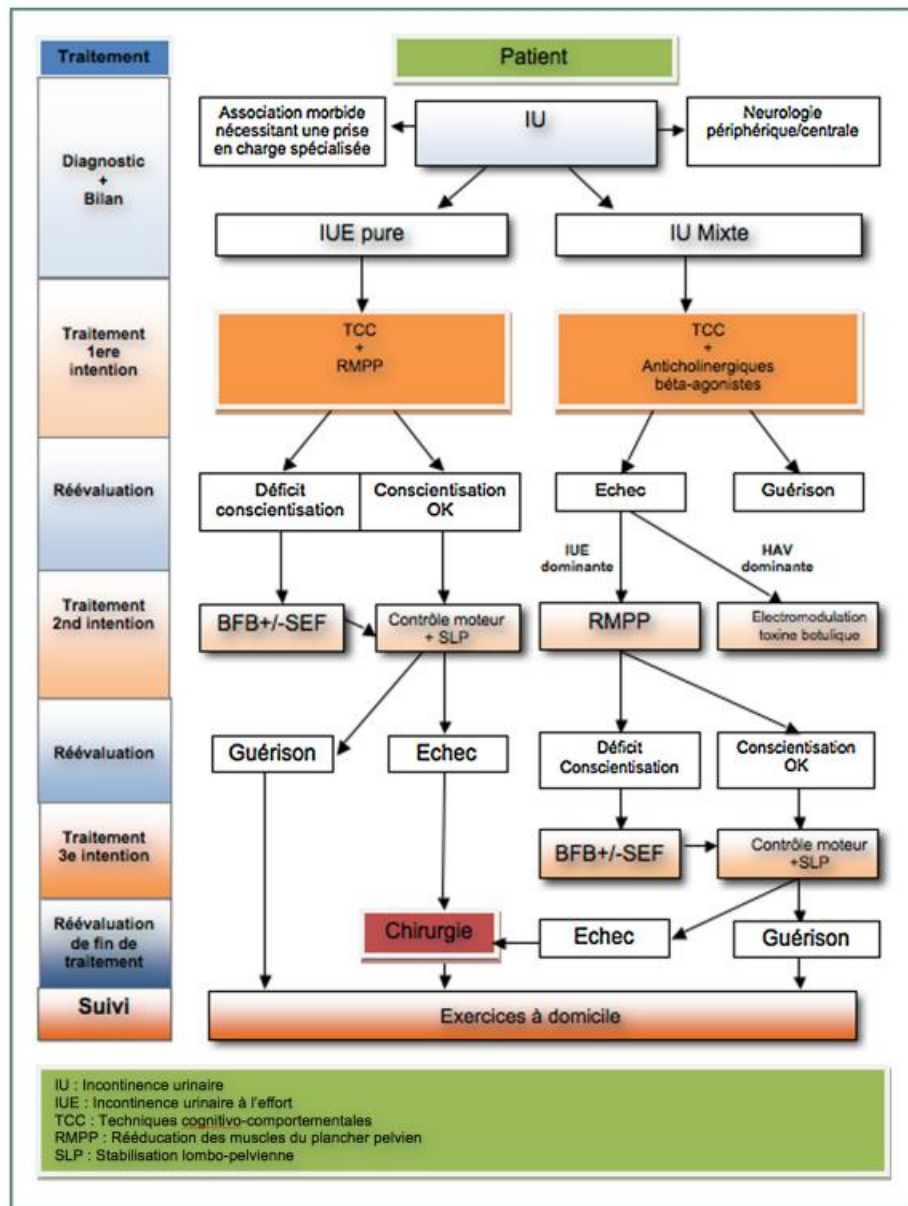 Traitement
Patient
Diagnostic
+
Bilan
Association morbide
nécessitant une prise
en charge spécialisée
IU
Neurologie
périphérique/centrale
IUE pure
IU Mixte
Traitement
1ere
intention
TCC
+
RMPP
TCC
+
Anticholinergiques
béta-agonistes
Réévaluation
Déficit
conscientisation
Conscientisation
OK
Echec
Guérison
IUE
dominante
HAV
dominante
Traitement
2nd intention
BFB+/-SEF
Contrôle moteur
+ SLP
RMPP
Electromodulation
toxine botulique
Réévaluation
Guérison
Echec
Déficit
Conscientisation
Conscientisation
OK
Traitement
3e intention
BFB+/-SEF
Contrôle moteur
+SLP
Réévaluation
de fin de
traitement
Chirurgie
Echec
Guérison
Suivi
Exercices à domicile
IU : Incontinence urinaire
IUE : Incontinence urinaire à l'effort
TCC : Techniques cognitivo-comportementales
RMPP : Rééducation des muscles du plancher pelvien
SLP : Stabilisation lombo-pelvienne